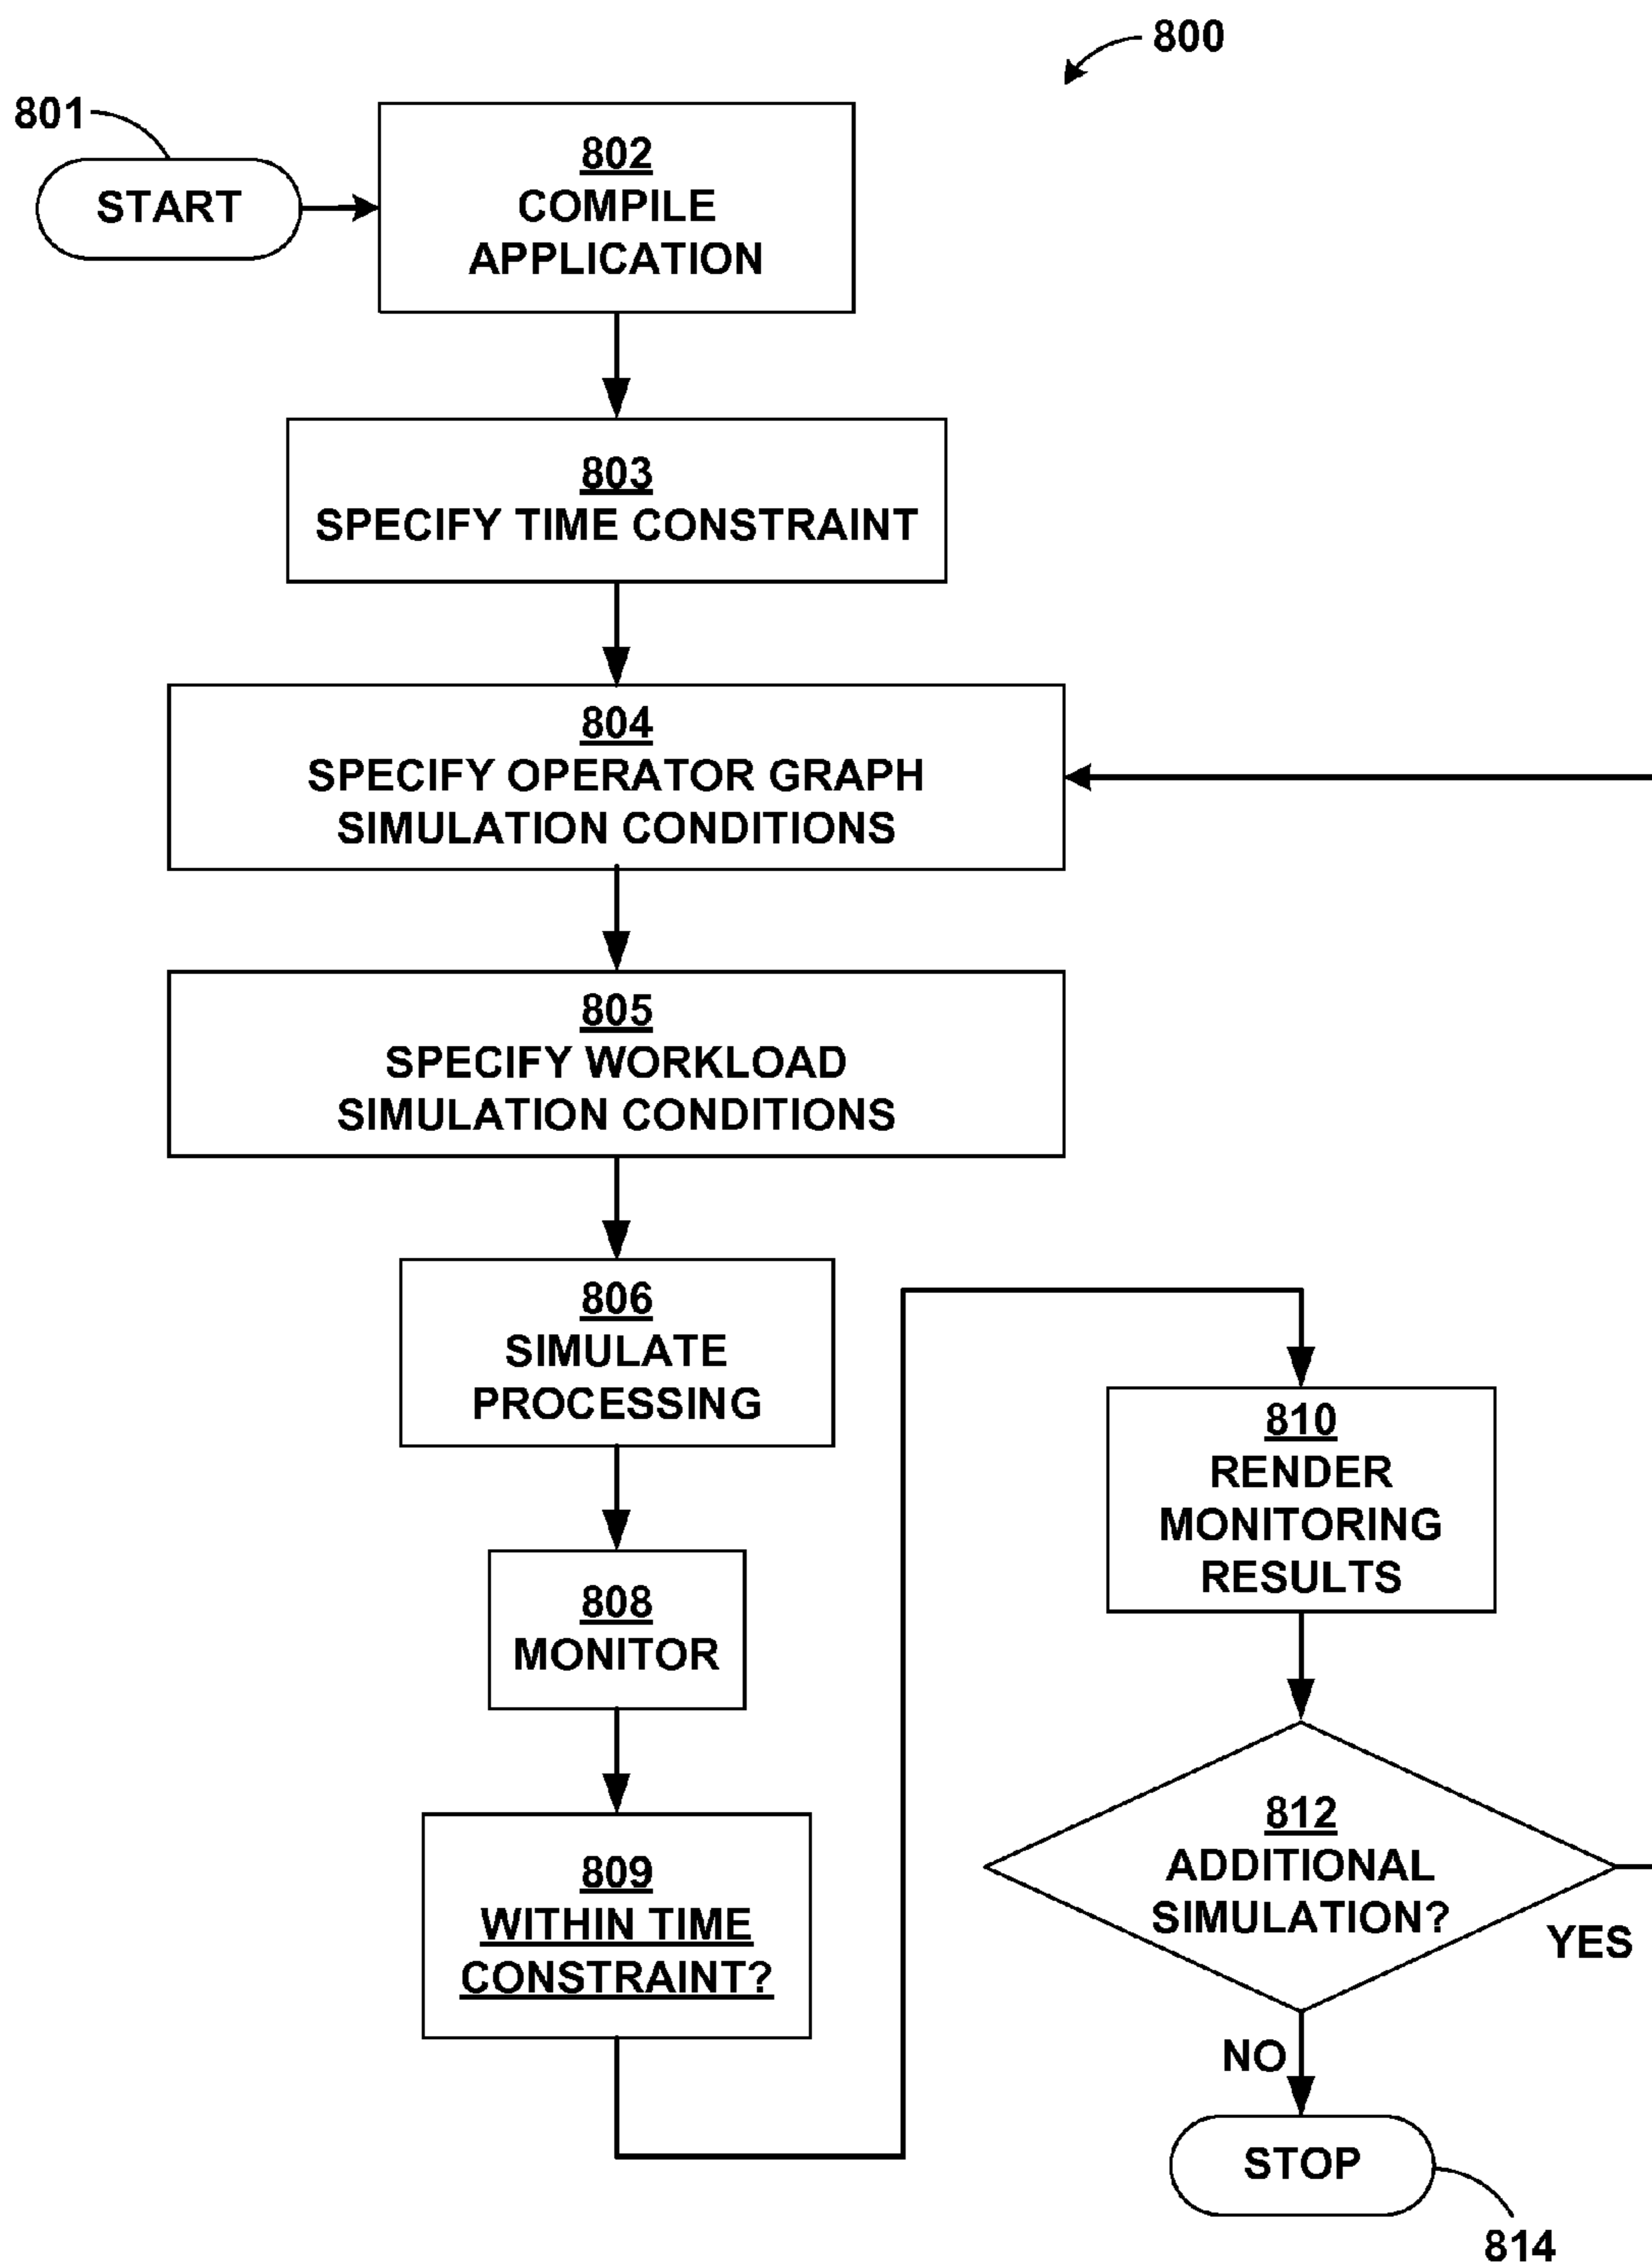 800
801
START
802
COMPILE
APPLICATION
803
SPECIFY TIME CONSTRAINT
804
SPECIFY OPERATOR GRAPH
SIMULATION CONDITIONS
805
SPECIFY WORKLOAD
SIMULATION CONDITIONS
806
SIMULATE
PROCESSING
808
MONITOR
809
WITHIN TIME
CONSTRAINT?
810
RENDER
MONITORING
RESULTS
812
ADDITIONAL
SIMULATION?
YES
NO
STOP
814